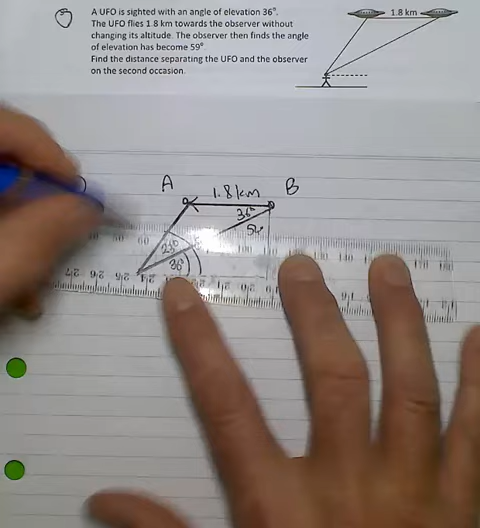 A UFO is sighted with an angle of elevation 36°.
The UFO flies 1.8 km towards the observer without
changing its altitude. The observer then finds the angle
of elevation has become 59°
Find the distance separating the UFO and the observer
on the second occasion.
1.8 km
A
1.8km
B
36°
23°
36°